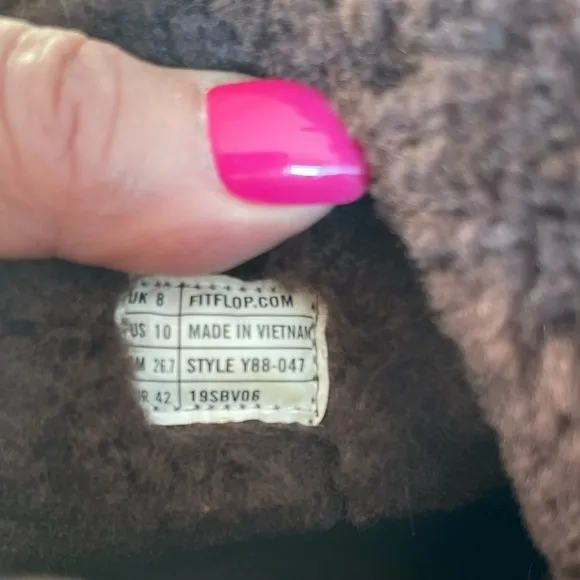 UK 8 FITFLOP.COM
US 10 MADE IN VIETNAM
M 26.7 STYLE Y88-047
R 42 19SBV06